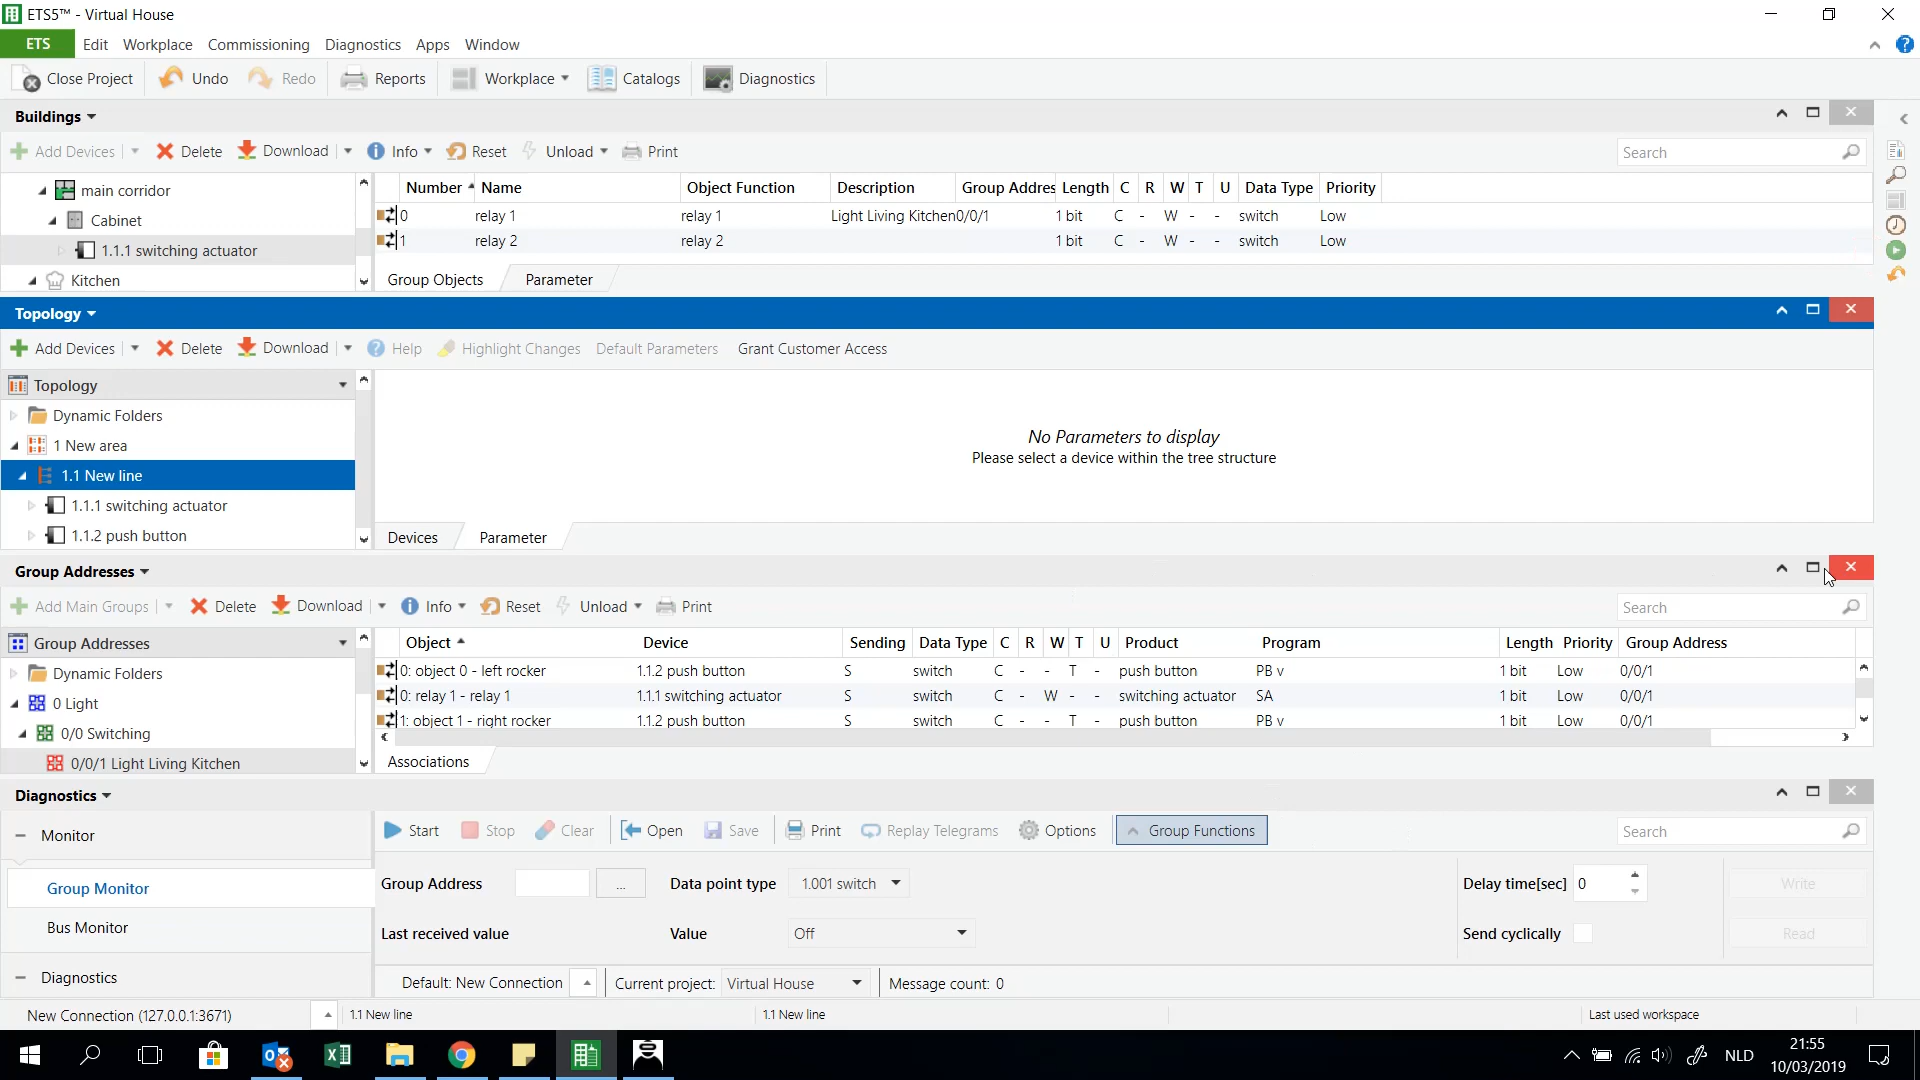 ETS5™ - Virtual House
ETS Edit Workplace Commissioning Diagnostics Apps Window
Close Project Undo Redo Reports Workplace Catalogs Diagnostics
Buildings
Add Devices Delete Download Info Reset Unload Print Search
main corridor
Cabinet
1.1.1 switching actuator
Kitchen
Number Name Object Function Description Group Addres Length C R W T U Data Type Priority
0 relay 1 relay 1 Light Living Kitchen 0/0/1 1 bit C - W - - switch Low
1 relay 2 relay 2 1 bit C - W - - switch Low
Group Objects Parameter
Topology
Add Devices Delete Download Help Highlight Changes Default Parameters Grant Customer Access
Topology
Dynamic Folders
1 New area
1.1 New line
1.1.1 switching actuator
1.1.2 push button
No Parameters to display
Please select a device within the tree structure
Devices Parameter
Group Addresses
Add Main Groups Delete Download Info Reset Unload Print Search
Group Addresses
Dynamic Folders
0 Light
0/0 Switching
0/0/1 Light Living Kitchen
Object Device Sending Data Type C R W T U Product Program Length Priority Group Address
0: object 0 - left rocker 1.1.2 push button S switch C - - T - push button PB v 1 bit Low 0/0/1
0: relay 1 - relay 1 1.1.1 switching actuator S switch C - W - - switching actuator SA 1 bit Low 0/0/1
1: object 1 - right rocker 1.1.2 push button S switch C - - T - push button PB v 1 bit Low 0/0/1
Associations
Diagnostics
Monitor
Group Monitor
Bus Monitor
Diagnostics
Start Stop Clear Open Save Print Replay Telegrams Options Group Functions Search
Group Address ... Data point type 1.001 switch Delay time[sec] 0 Write
Last received value Value Off Send cyclically Read
Default: New Connection Current project: Virtual House Message count: 0
New Connection (127.0.0.1:3671) 1.1 New line 1.1 New line Last used workspace
NLD
21:55
10/03/2019